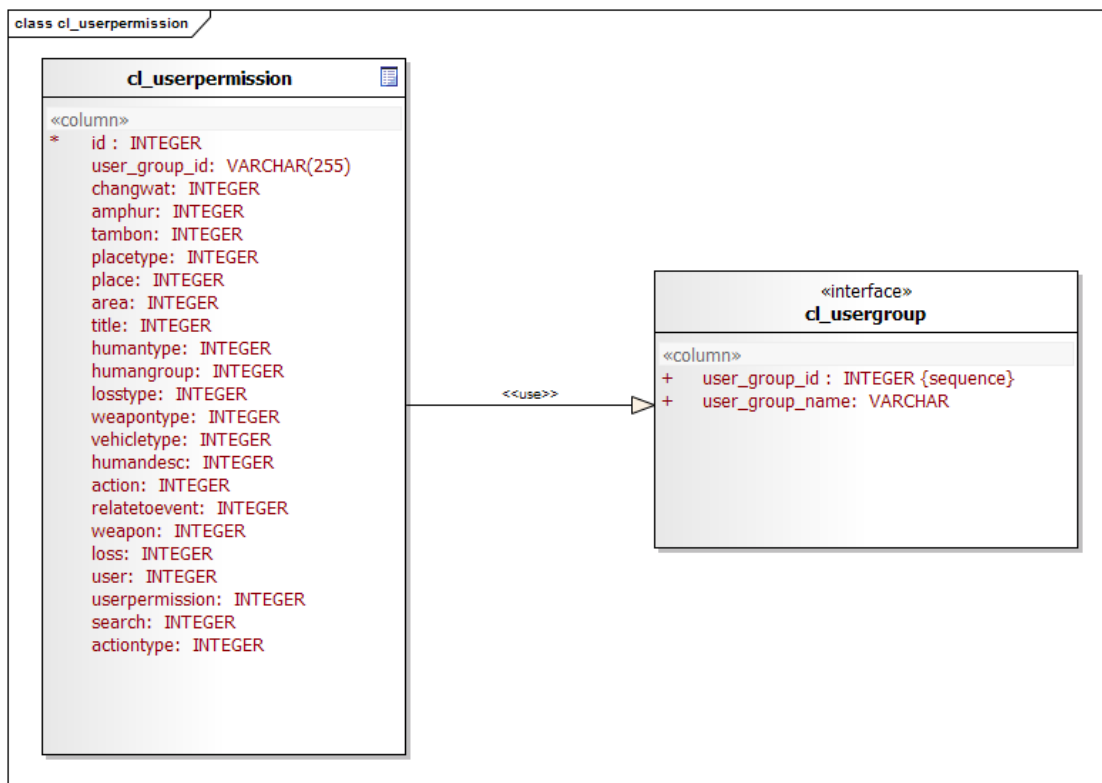 class cl_userpermission
cl_userpermission
«column»
* id : INTEGER
user_group_id: VARCHAR(255)
changwat: INTEGER
amphur: INTEGER
tambon: INTEGER
placetype: INTEGER
place: INTEGER
area: INTEGER
title: INTEGER
humantype: INTEGER
humangroup: INTEGER
losstype: INTEGER
weapontype: INTEGER
vehicletype: INTEGER
humandesc: INTEGER
action: INTEGER
relatetoevent: INTEGER
weapon: INTEGER
loss: INTEGER
user: INTEGER
userpermission: INTEGER
search: INTEGER
actiontype: INTEGER
<<use>>
«interface»
cl_usergroup
«column»
+ user_group_id : INTEGER {sequence}
+ user_group_name: VARCHAR